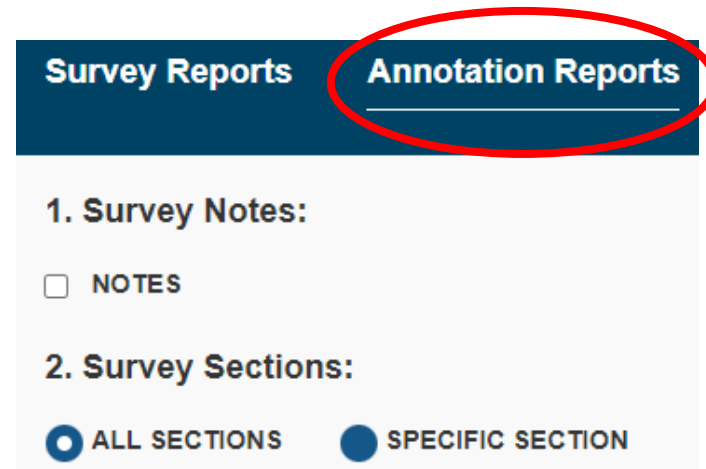 Survey Reports Annotation Reports
1. Survey Notes:
NOTES
2. Survey Sections:
ALL SECTIONS SPECIFIC SECTION